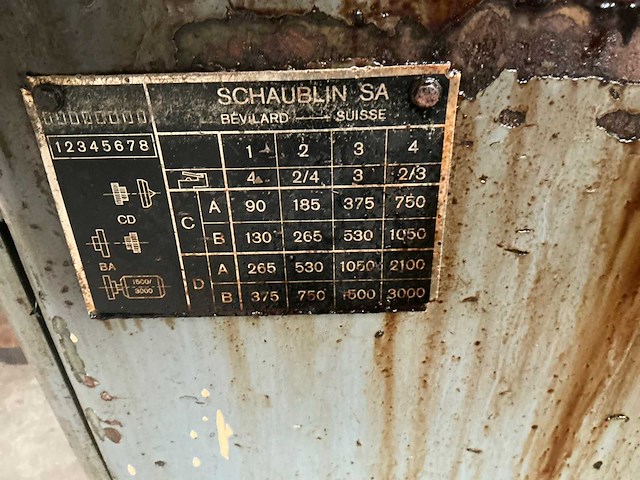 SCHAUBLIN SA
BÉVILARD — SUISSE
12345678
1 2 3 4
4 2/4 3 2/3
C A 90 185 375 750
CD
B 130 265 530 1050
BA
D A 265 530 1050 2100
1500/
3000
B 375 750 1500 3000